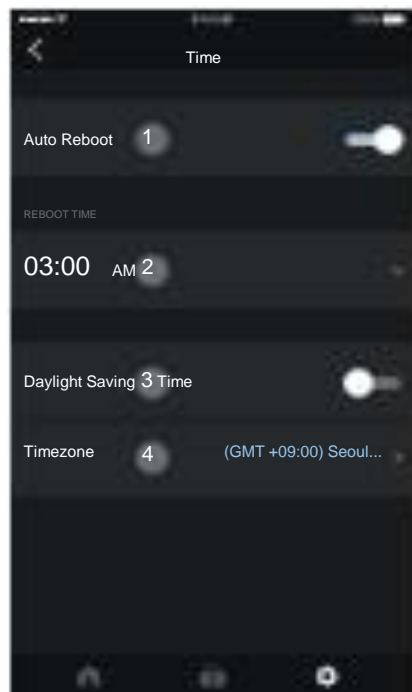 Time
Auto Reboot 1
REBOOT TIME
03:00 AM 2
Daylight Saving 3 Time
Timezone 4 (GMT +09:00) Seoul...